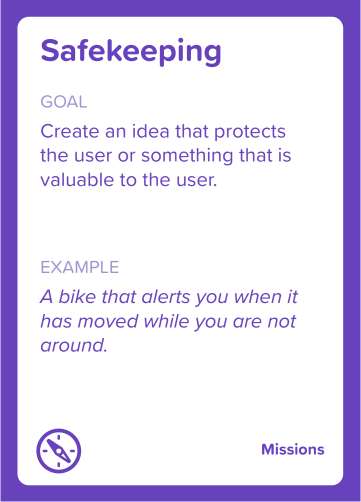 Safekeeping
GOAL
Create an idea that protects
the user or something that is
valuable to the user.
EXAMPLE
A bike that alerts you when it
has moved while you are not
around.
Missions